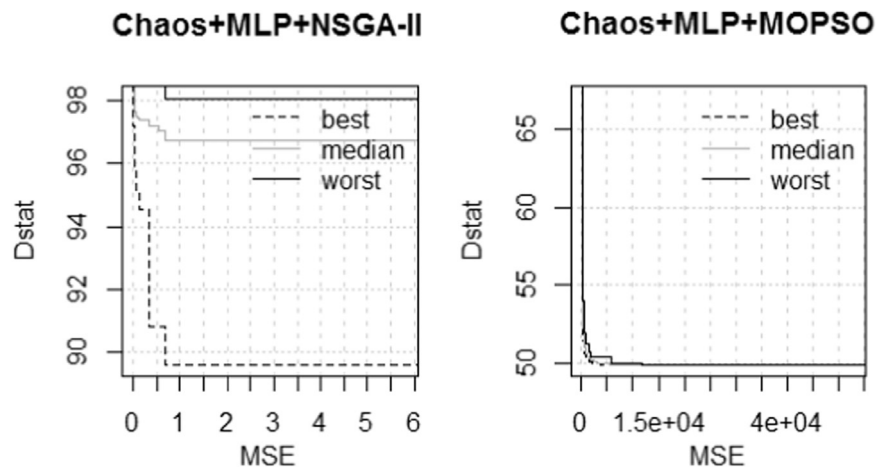 Chaos+MLP+NSGA-II
98
96
94
92
90
Dstat
best
median
worst
0 1 2 3 4 5 6
MSE
Chaos+MLP+MOPSO
65
60
55
50
Dstat
best
median
worst
0 1.5e+04 4e+04
MSE